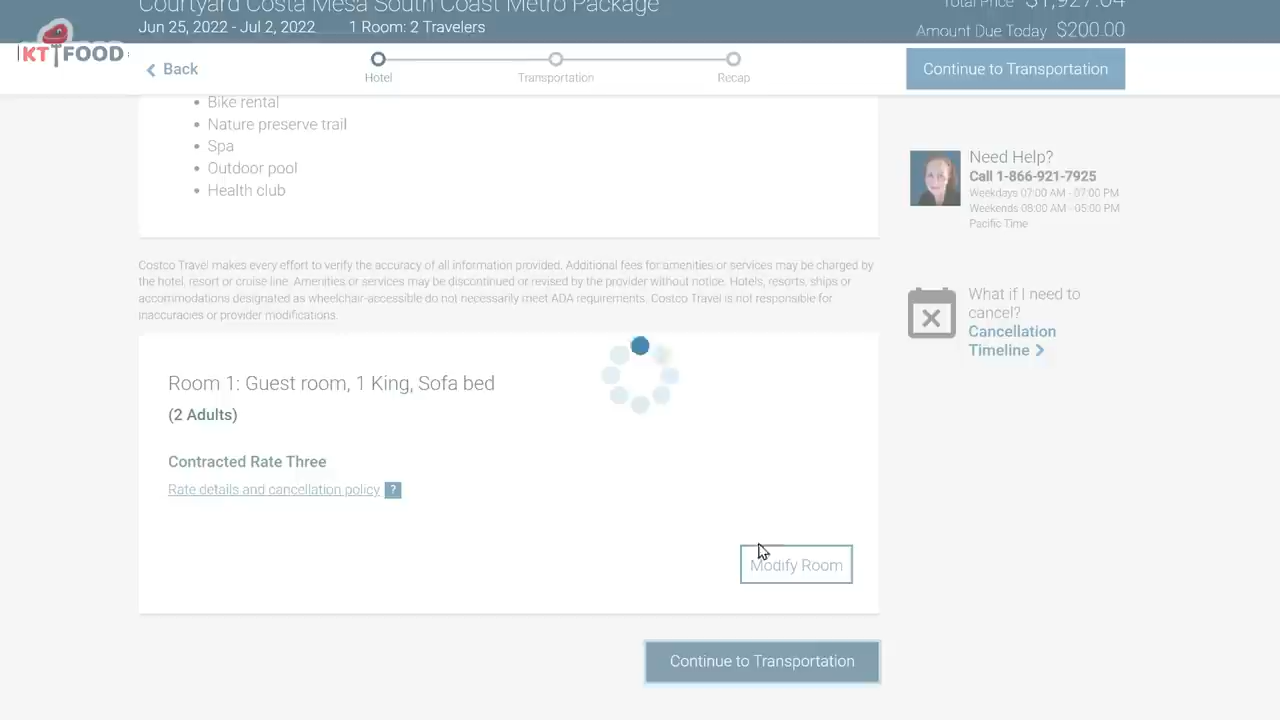 Courtyard Costa Mesa South Coast Metro Package
Total Price $1,927.64
Jun 25, 2022 - Jul 2, 2022 1 Room: 2 Travelers
Amount Due Today $200.00
KT FOOD
Back
Hotel
Transportation
Recap
Continue to Transportation
• Bike rental
• Nature preserve trail
• Spa
• Outdoor pool
• Health club
Need Help?
Call 1-866-921-7925
Weekdays 07:00 AM - 07:00 PM
Weekends 08:00 AM - 05:00 PM
Pacific Time
Costco Travel makes every effort to verify the accuracy of all information provided. Additional fees for amenities or services may be charged by
the hotel, resort or cruise line. Amenities or services may be discontinued or revised by the provider without notice. Hotels, resorts, ships or
accommodations designated as wheelchair-accessible do not necessarily meet ADA requirements. Costco Travel is not responsible for
inaccuracies or provider modifications.
What if I need to
cancel?
Cancellation
Timeline
Room 1: Guest room, 1 King, Sofa bed
(2 Adults)
Contracted Rate Three
Rate details and cancellation policy ?
Modify Room
Continue to Transportation